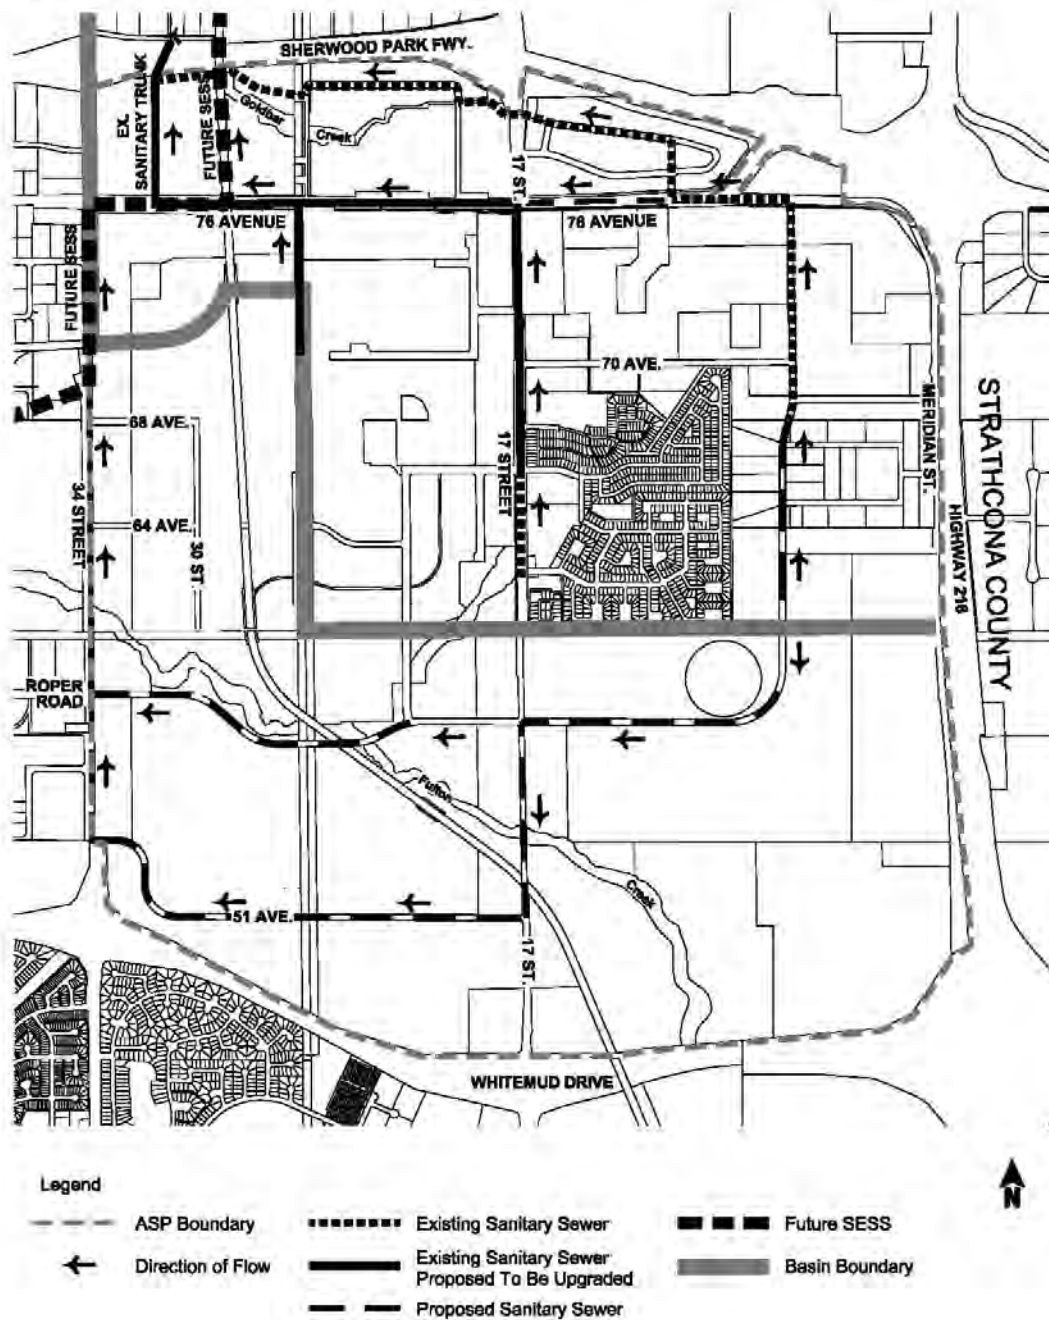 SHERWOOD PARK FWY.
EX.
SANITARY TRUNK
FUTURE SESS
Goldbar
Creek
17 ST.
76 AVENUE
76 AVENUE
FUTURE SESS
70 AVE.
68 AVE.
MERIDIAN ST.
STRATHCONA COUNTY
17 STREET
34 STREET
64 AVE.
30 ST.
HIGHWAY 216
ROPER
ROAD
Fulton
Creek
51 AVE.
17 ST.
WHITEMUD DRIVE
Legend
ASP Boundary
Existing Sanitary Sewer
Future SESS
Direction of Flow
Existing Sanitary Sewer
Proposed To Be Upgraded
Basin Boundary
Proposed Sanitary Sewer
N